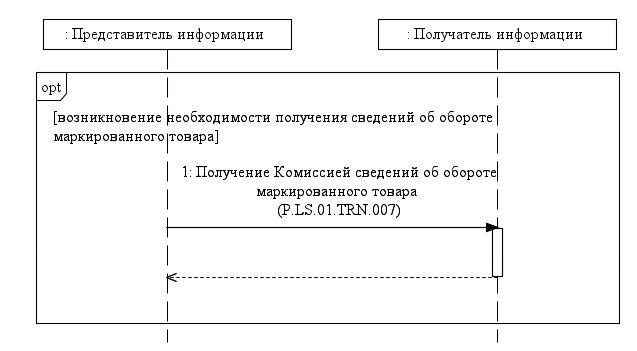 : Представитель информации
: Получатель информации
opt
[возникновение необходимости получения сведений об обороте
маркированного товара]
1: Получение Комиссией сведений об обороте
маркированного товара
(P.LS.01.TRN.007)